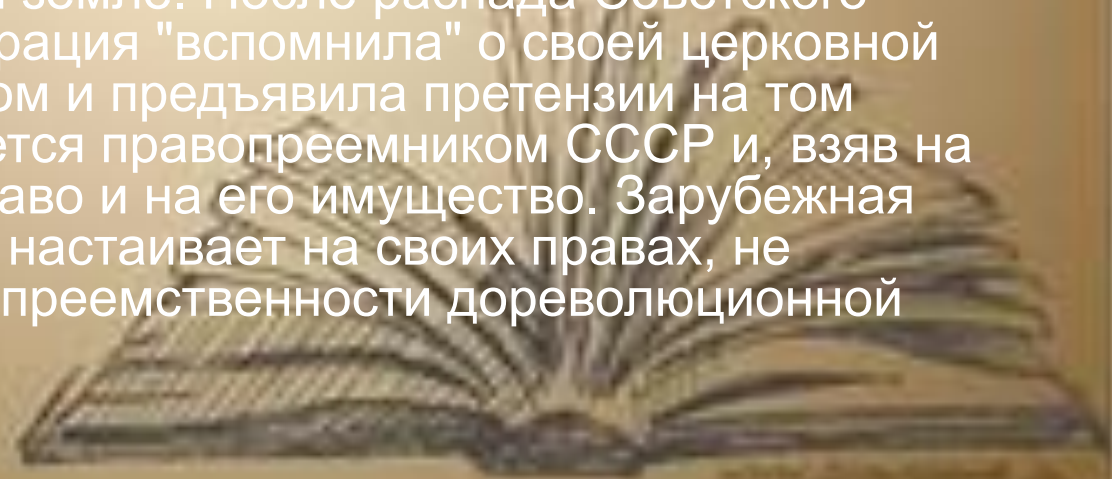 земле. После распада Советского
рация "вспомнила" о своей церковной
ом и предъявила претензии на том
ется правопреемником СССР и, взяв на
аво и на его имущество. Зарубежная
настаивает на своих правах, не
преемственности дореволюционной